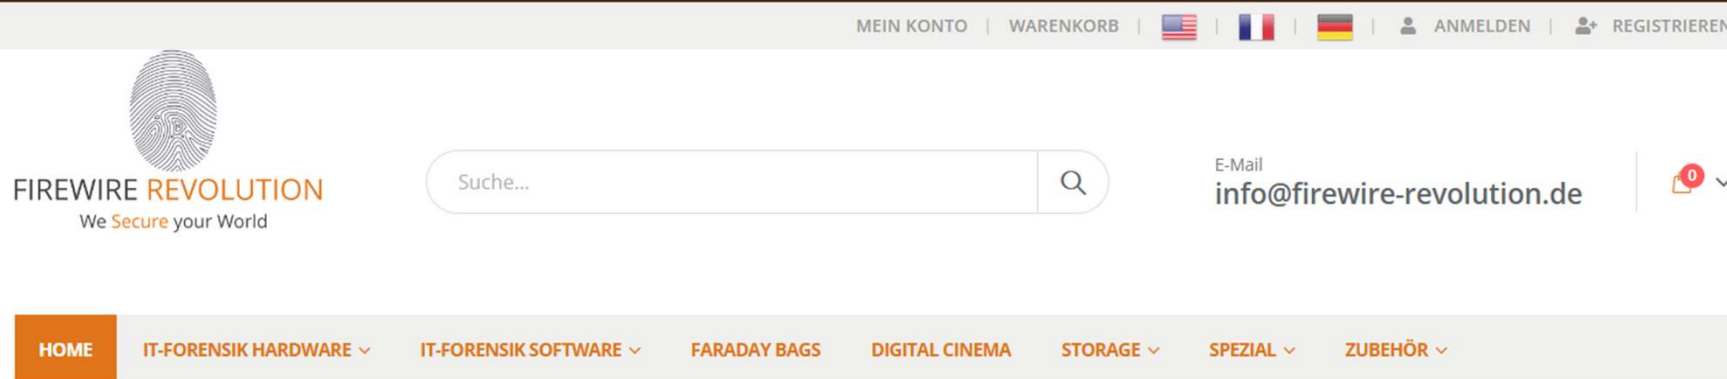 MEIN KONTO | WARENKORB | | | | ANMELDEN | REGISTRIEREN
FIREWIRE REVOLUTION
We Secure your World
Suche...
E-Mail
info@firewire-revolution.de
0
HOME IT-FORENSIK HARDWARE IT-FORENSIK SOFTWARE FARADAY BAGS DIGITAL CINEMA STORAGE SPEZIAL ZUBEHÖR